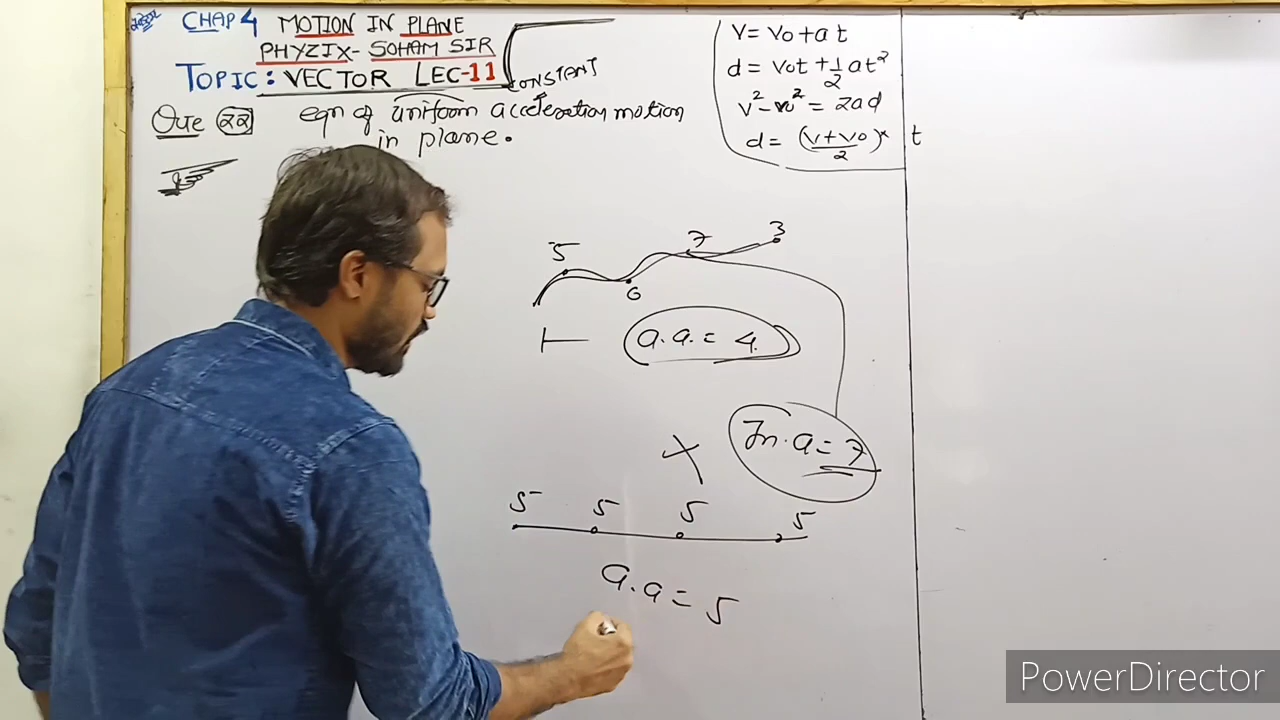 CHAP 4 MOTION IN PLANE
PHYZIX- SOHAM SIR
TOPIC: VECTOR LEC-11
CONSTANT
Que 22 eqn of uniform acceleration motion
in plane.
V = V0 + a t
d = V0t + 1/2 at²
V² - V0² = 2ad
d = (V + V0 / 2) x t
5 6 7 3
a.a. = 4
In. a = 7
5 5 5 5
a.a = 5
PowerDirector